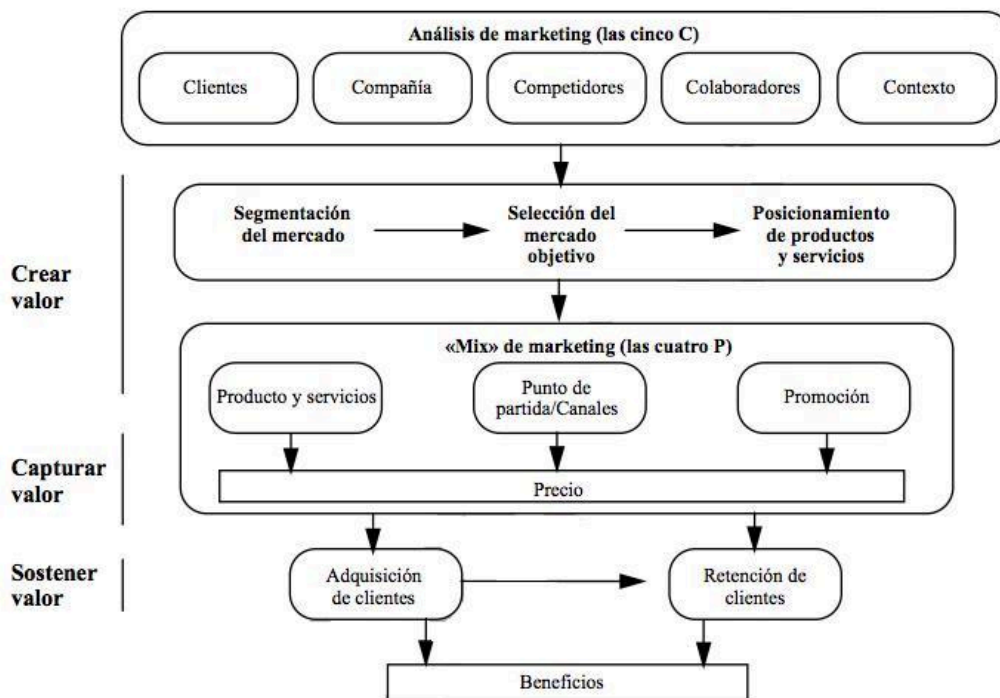 Análisis de marketing (las cinco C)
Clientes
Compañía
Competidores
Colaboradores
Contexto
Crear
valor
Segmentación
del mercado
Selección del
mercado
objetivo
Posicionamiento
de productos
y servicios
«Mix» de marketing (las cuatro P)
Producto y servicios
Punto de
partida/Canales
Promoción
Capturar
valor
Precio
Sostener
valor
Adquisición
de clientes
Retención de
clientes
Beneficios